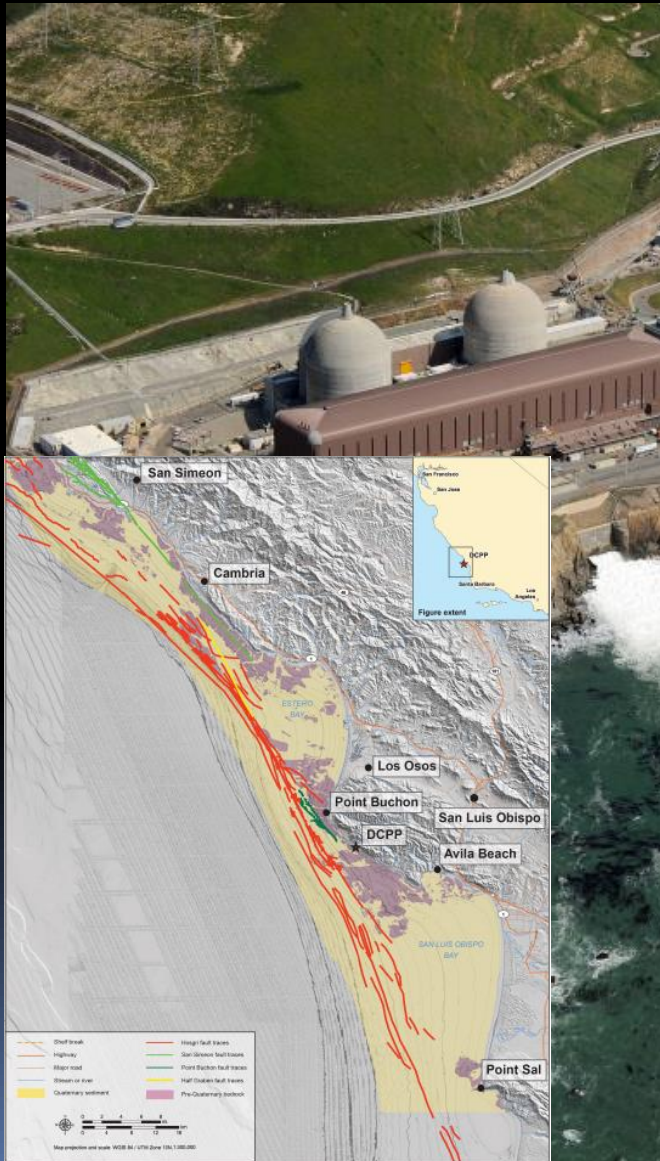 San Simeon
San Francisco
San Jose
DCPP
Cambria
Santa Barbara
Los
Angeles
Figure extent
ESTERO
BAY
Los Osos
Point Buchon
San Luis Obispo
DCPP
Avila Beach
SAN LUIS OBISPO
BAY
Point Sal
Shelf break
Highway
Major road
Stream or river
Quaternary sediment
Hosgri fault traces
San Simeon fault traces
Point Buchon fault traces
Half Graben fault traces
Pre-Quaternary bedrock